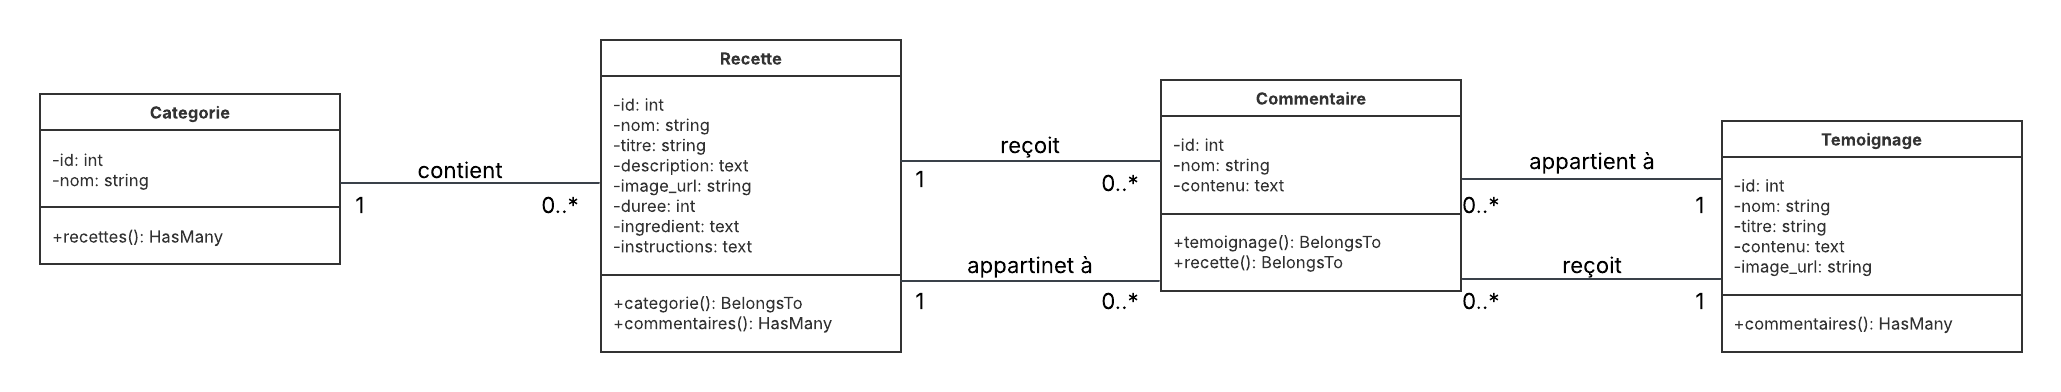 Categorie
-id: int
-nom: string
+recettes(): HasMany
contient
1
0..*
Recette
-id: int
-nom: string
-titre: string
-description: text
-image_url: string
-duree: int
-ingredient: text
-instructions: text
+categorie(): BelongsTo
+commentaires(): HasMany
reçoit
1
0..*
appartinet à
1
0..*
Commentaire
-id: int
-nom: string
-contenu: text
+temoignage(): BelongsTo
+recette(): BelongsTo
appartient à
0..*
1
reçoit
0..*
1
Temoignage
-id: int
-nom: string
-titre: string
-contenu: text
-image_url: string
+commentaires(): HasMany